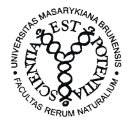 UNIVERSITAS MASARYKIANA BRUNENSIS
• FACULTAS RERUM NATURALIUM •
SCIENTIA
EST
POTENTIA